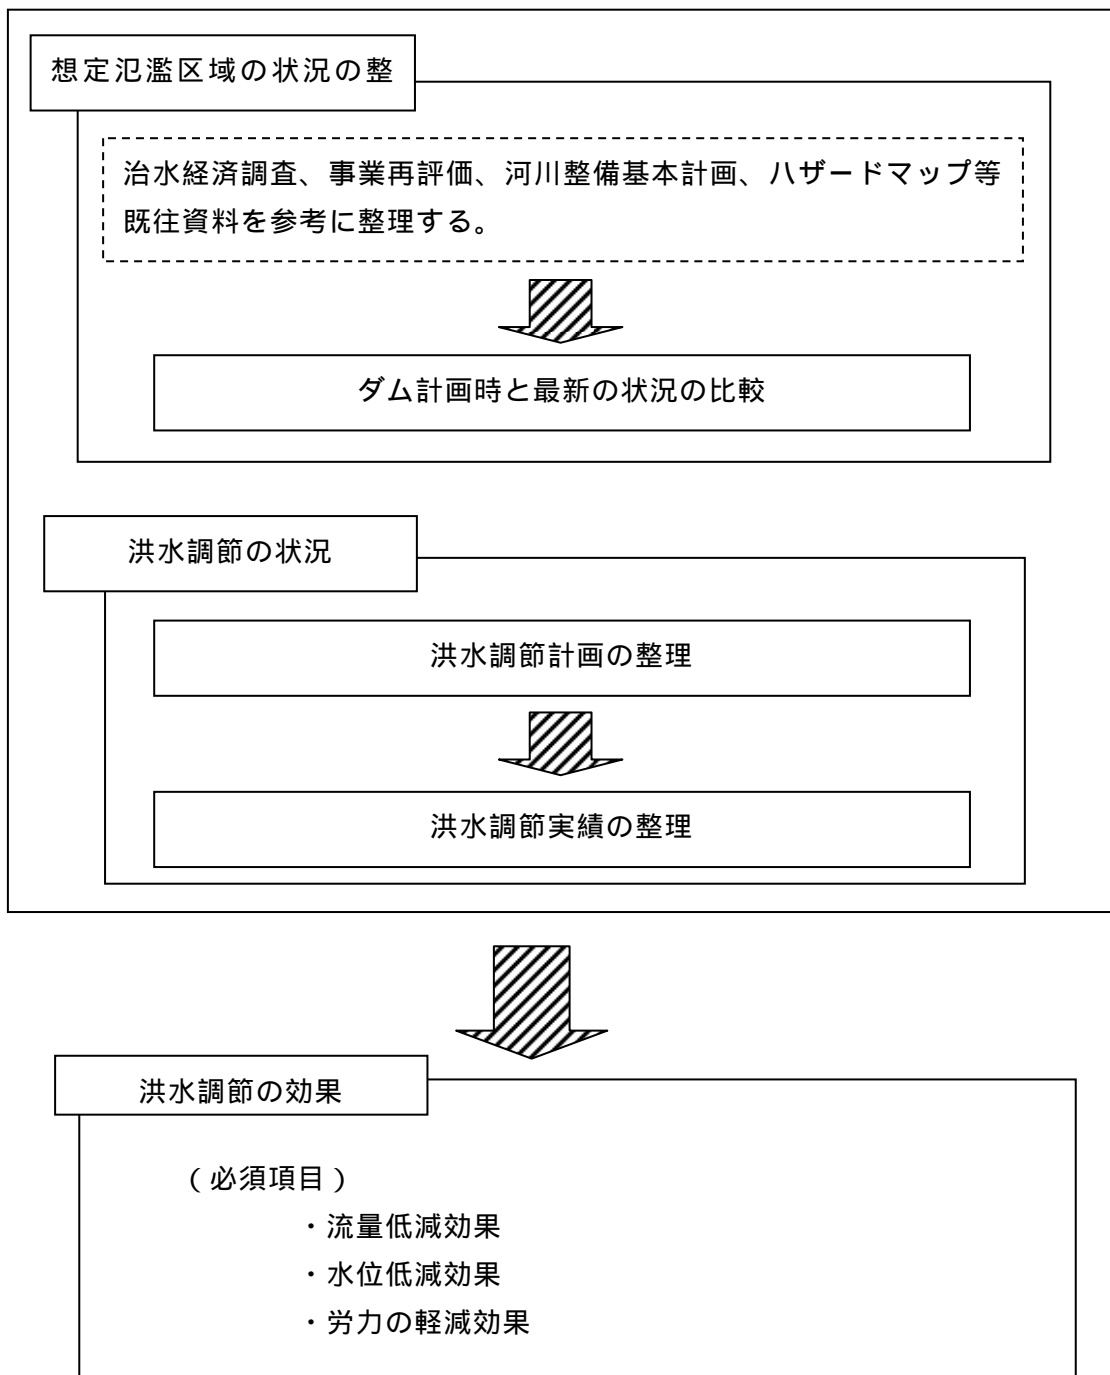 想定氾濫区域の状況の整
治水経済調査、事業再評価、河川整備基本計画、ハザードマップ等
既往資料を参考に整理する。
ダム計画時と最新の状況の比較
洪水調節の状況
洪水調節計画の整理
洪水調節実績の整理
洪水調節の効果
（必須項目）
・流量低減効果
・水位低減効果
・労力の軽減効果